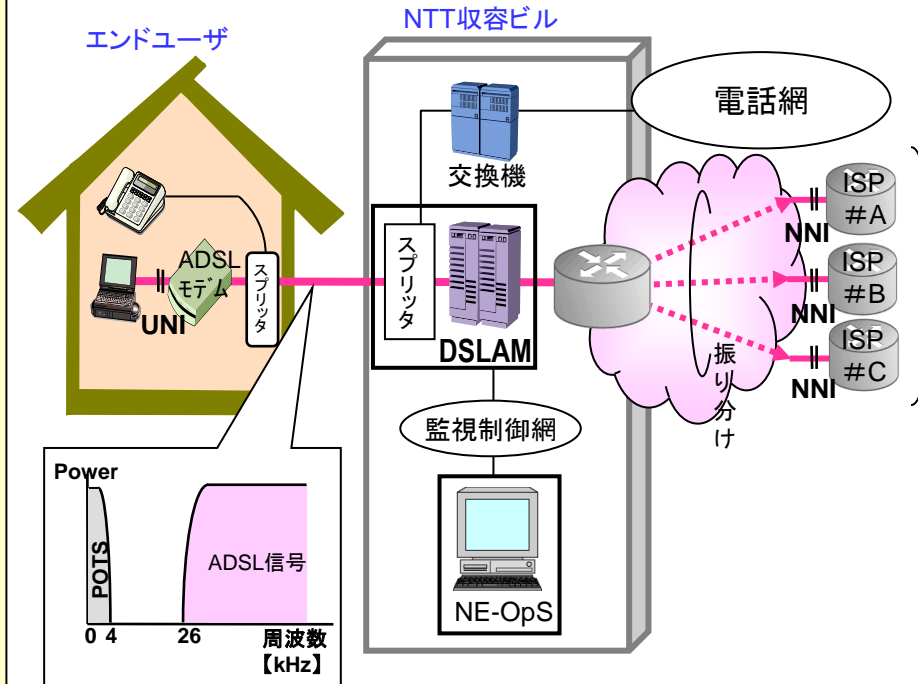 エンドユーザ
NTT収容ビル
電話網
交換機
ADSL
モデム
スプリッタ
UNI
スプリッタ
DSLAM
ISP
#A
NNI
ISP
#B
NNI
ISP
#C
NNI
振り分け
監視制御網
NE-OpS
Power
POTS
ADSL信号
0 4 26 周波数
【kHz】